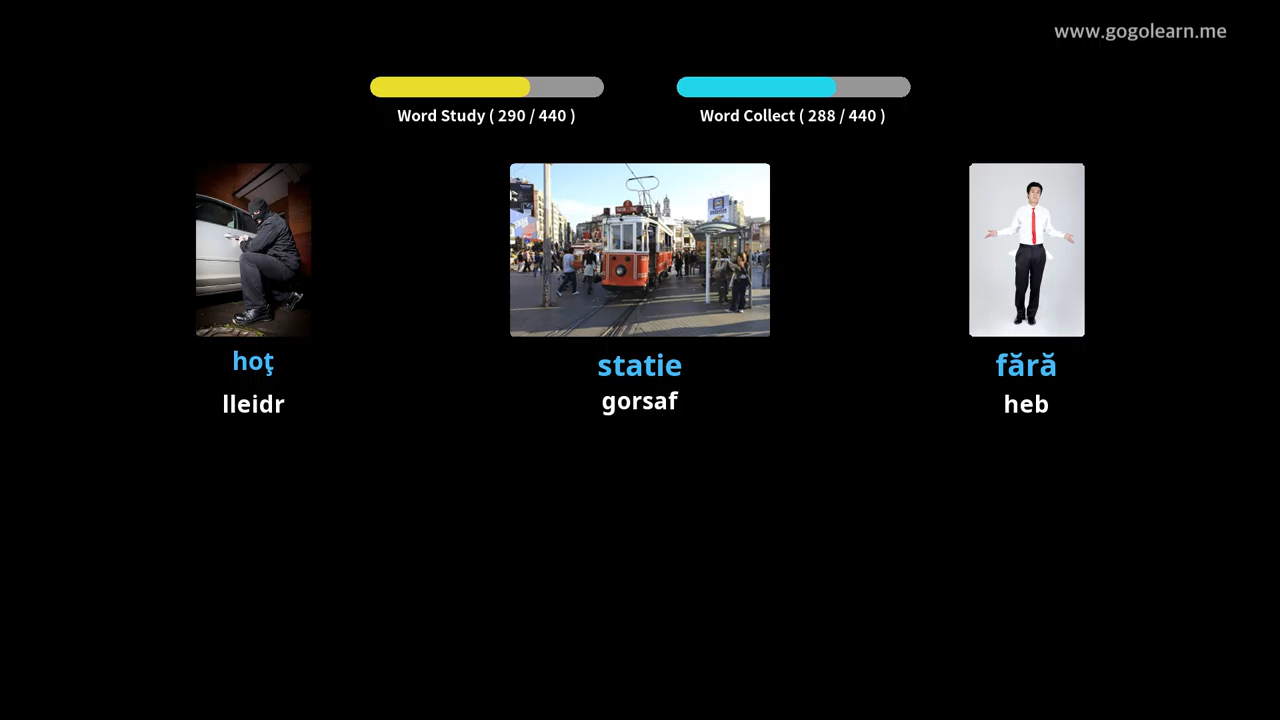 www.gogolearn.me
Word Study ( 290 / 440 )
Word Collect ( 288 / 440 )
hoţ
statie
fără
lleidr
gorsaf
heb